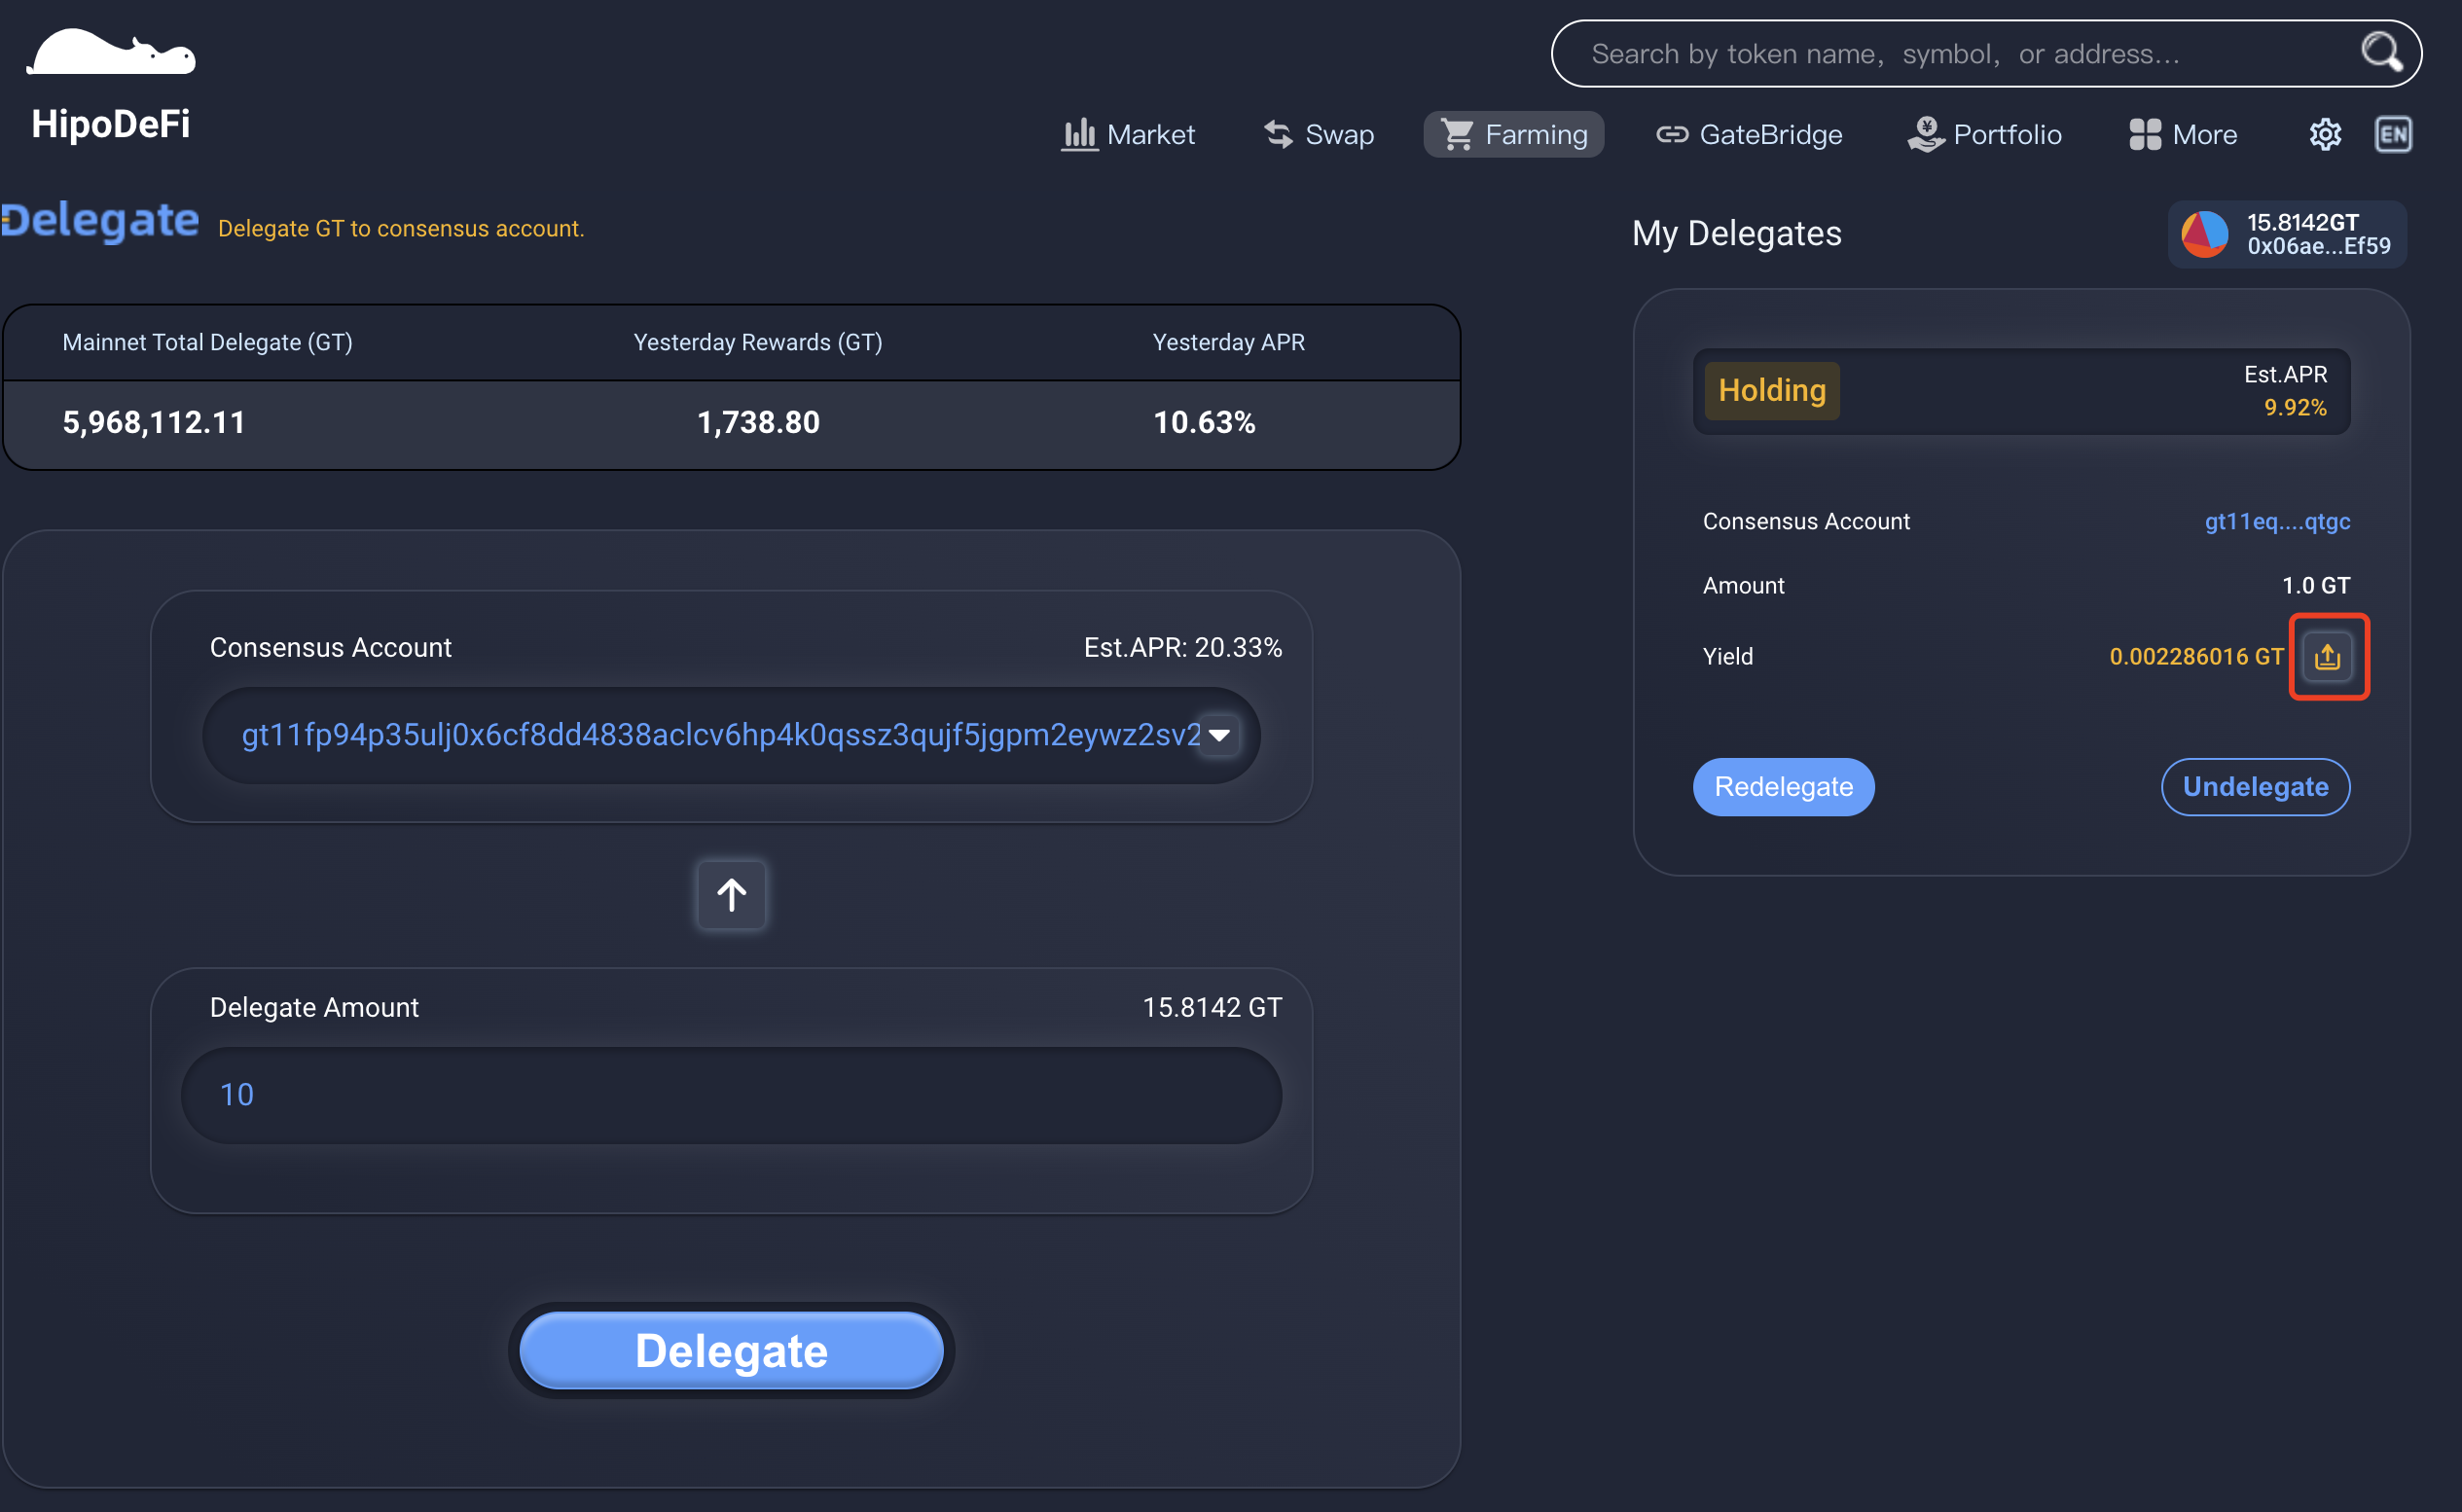 HipoDeFi
Search by token name, symbol, or address...
Market
Swap
Farming
GateBridge
Portfolio
More
EN
Delegate
Delegate GT to consensus account.
Mainnet Total Delegate (GT)
Yesterday Rewards (GT)
Yesterday APR
5,968,112.11
1,738.80
10.63%
Consensus Account
Est.APR: 20.33%
gt11fp94p35ulj0x6cf8dd4838aclcv6hp4k0qssz3qujf5jgpm2eywz2sv2
Delegate Amount
15.8142 GT
10
Delegate
My Delegates
15.8142GT
0x06ae...Ef59
Holding
Est.APR
9.92%
Consensus Account
gt11eq....qtgc
Amount
1.0 GT
Yield
0.002286016 GT
Redelegate
Undelegate